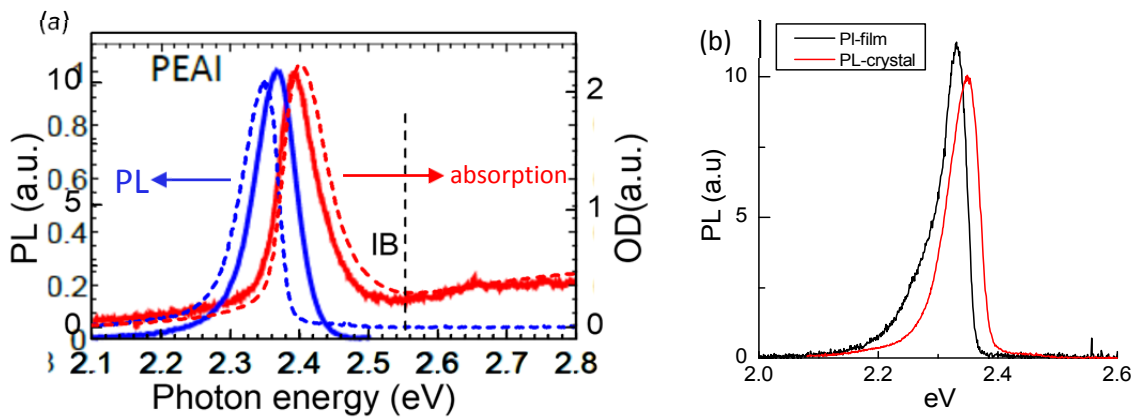 (a)
PEAI
PL
absorption
IB
PL (a.u.)
10
5
0
1
0.8
0.6
0.4
0.2
0
OD(a.u.)
2
1
0
2.1 2.2 2.3 2.4 2.5 2.6 2.7 2.8
Photon energy (eV)
(b)
Pl-film
PL-crystal
PL (a.u)
10
5
0
2.0 2.2 2.4 2.6
eV